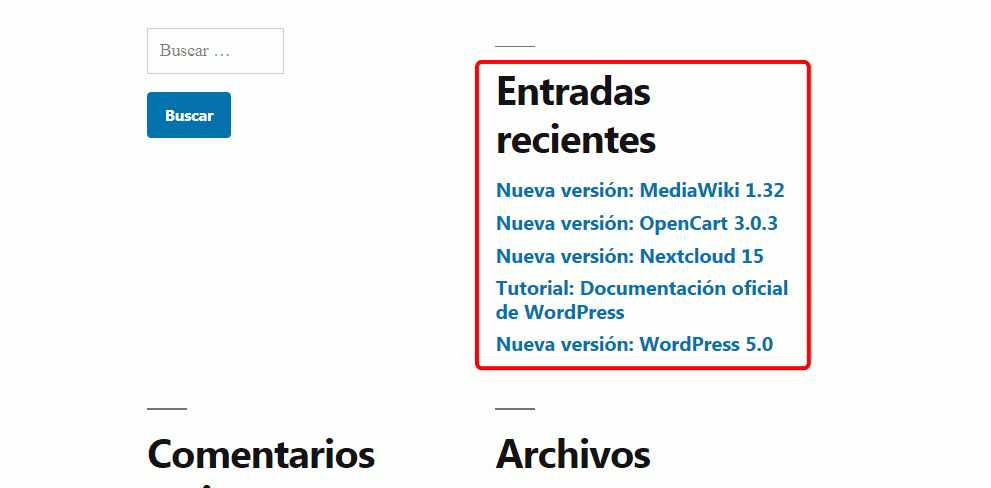 Buscar …
Buscar
Entradas
recientes
Nueva versión: MediaWiki 1.32
Nueva versión: OpenCart 3.0.3
Nueva versión: Nextcloud 15
Tutorial: Documentación oficial
de WordPress
Nueva versión: WordPress 5.0
Comentarios
Archivos